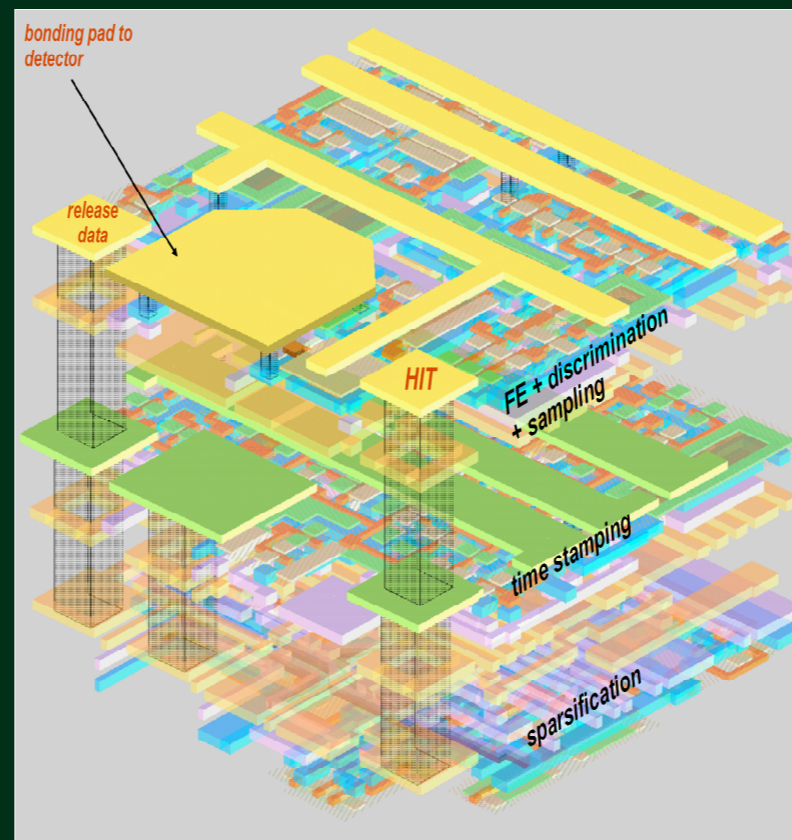 bonding pad to
detector
release
data
HIT
FE + discrimination
+ sampling
time stamping
sparsification